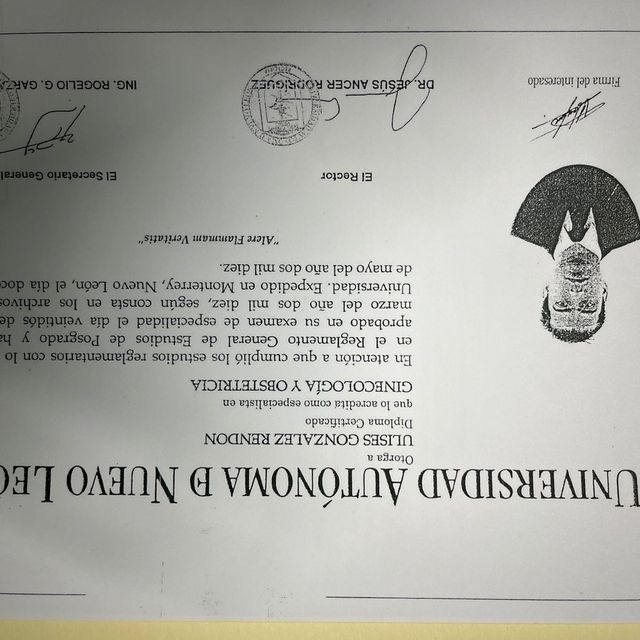 UNIVERSIDAD AUTÓNOMA DE NUEVO LEÓ
Otorga a
ULISES GONZALEZ RENDON
Diploma Certificado
que lo acredita como especialista en
GINECOLOGÍA Y OBSTETRICIA
En atención a que cumplió los estudios reglamentarios con lo
en el Reglamento General de Estudios de Posgrado y ha
aprobado en su examen de especialidad el día veintidós de
marzo del año dos mil diez, según consta en los archivos
Universidad. Expedido en Monterrey, Nuevo León, el día doce
de mayo del año dos mil diez.
"Alere Flammam Veritatis"
El Rector
El Secretario General
Firma del interesado
DR. JESÚS ANCER RODRÍGUEZ
ING. ROGELIO G. GARZA